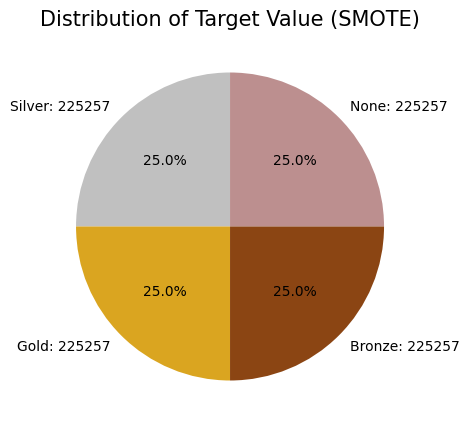 Distribution of Target Value (SMOTE)
Silver: 225257
None: 225257
25.0%
25.0%
25.0%
25.0%
Gold: 225257
Bronze: 225257